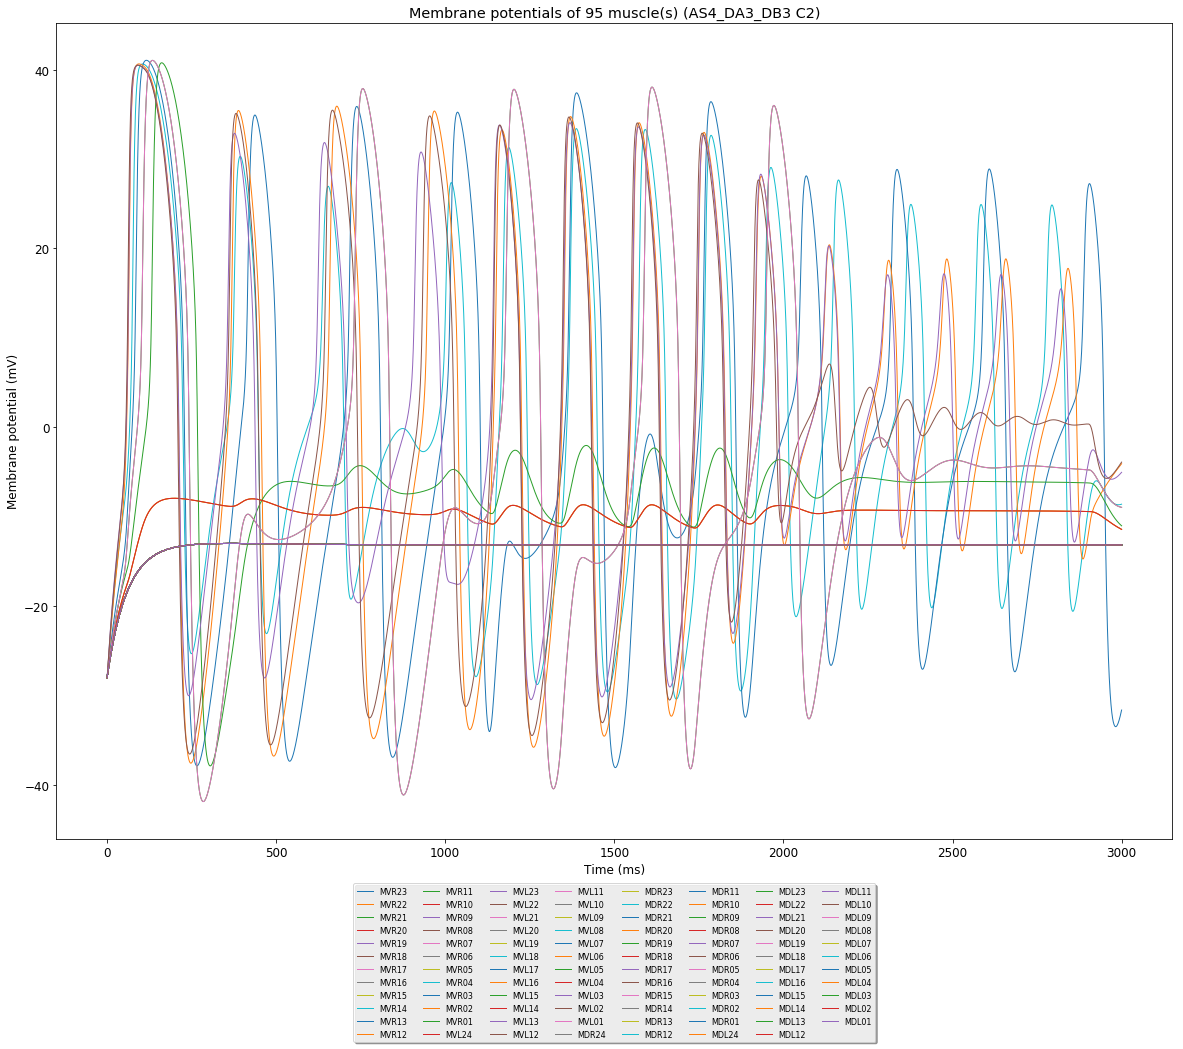 Membrane potentials of 95 muscle(s) (AS4_DA3_DB3 C2)
Membrane potential (mV)
40
20
0
−20
−40
0 500 1000 1500 2000 2500 3000
Time (ms)
MVR23 MVR11 MVL23 MVL11 MDR23 MDR11 MDL23 MDL11
MVR22 MVR10 MVL22 MVL10 MDR22 MDR10 MDL22 MDL10
MVR21 MVR09 MVL21 MVL09 MDR21 MDR09 MDL21 MDL09
MVR20 MVR08 MVL20 MVL08 MDR20 MDR08 MDL20 MDL08
MVR19 MVR07 MVL19 MVL07 MDR19 MDR07 MDL19 MDL07
MVR18 MVR06 MVL18 MVL06 MDR18 MDR06 MDL18 MDL06
MVR17 MVR05 MVL17 MVL05 MDR17 MDR05 MDL17 MDL05
MVR16 MVR04 MVL16 MVL04 MDR16 MDR04 MDL16 MDL04
MVR15 MVR03 MVL15 MVL03 MDR15 MDR03 MDL15 MDL03
MVR14 MVR02 MVL14 MVL02 MDR14 MDR02 MDL14 MDL02
MVR13 MVR01 MVL13 MVL01 MDR13 MDR01 MDL13 MDL01
MVR12 MVL24 MVL12 MDR24 MDR12 MDL24 MDL12